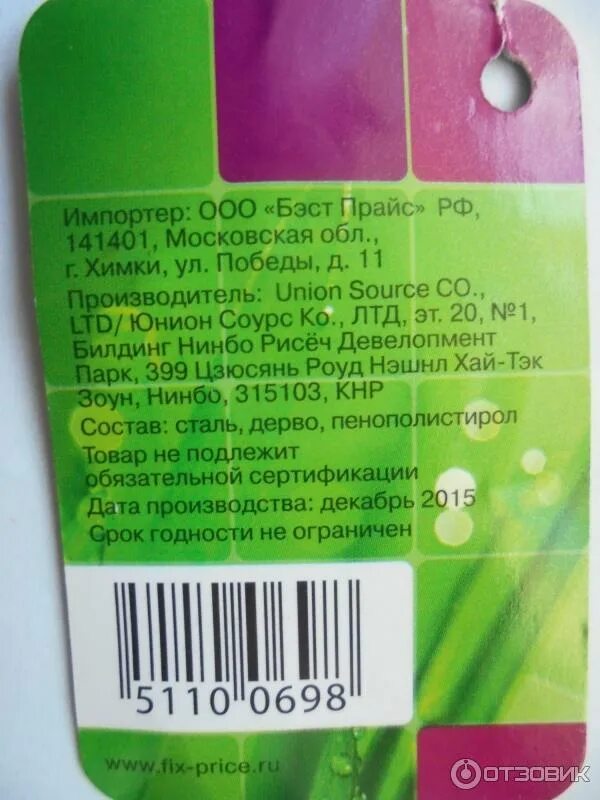 Импортер: ООО «Бэст Прайс» РФ,
141401, Московская обл.,
г. Химки, ул. Победы, д. 11
Производитель: Union Source CO.,
LTD/ Юнион Соурс Ко., ЛТД, эт. 20, №1,
Билдинг Нинбо Рисёч Девелопмент
Парк, 399 Цзюсянь Роуд Нэшнл Хай-Тэк
Зоун, Нинбо, 315103, КНР
Состав: сталь, дерво, пенополистирол
Товар не подлежит
обязательной сертификации
Дата производства: декабрь 2015
Срок годности не ограничен
5110 0698
www.fix-price.ru
ОТЗОВИК